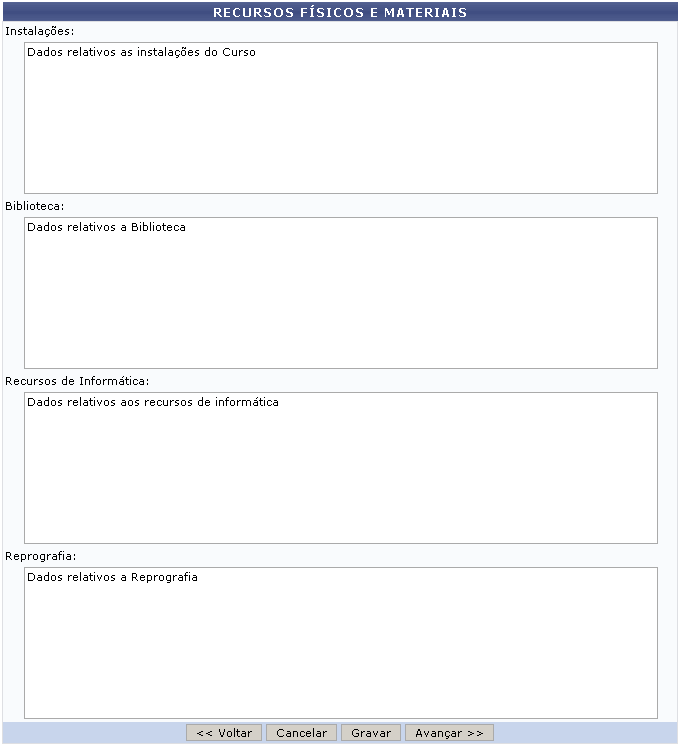 RECURSOS FÍSICOS E MATERIAIS
Instalações:
Dados relativos as instalações do Curso
Biblioteca:
Dados relativos a Biblioteca
Recursos de Informática:
Dados relativos aos recursos de informática
Reprografia:
Dados relativos a Reprografia
<< Voltar Cancelar Gravar Avançar >>